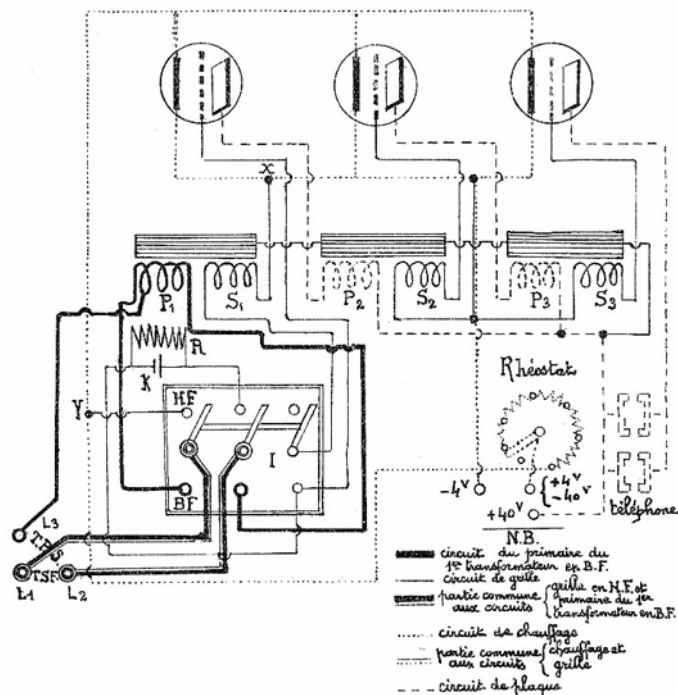 x
P1 S1 P2 S2 P3 S3
R
K
Rhéostat
HF
Y
I
BF
-4V
{+4V
-40V
+40V
téléphone
L3
T.P.S
T.S.F.
L1 L2
N.B.
circuit du primaire du
1er transformateur en B.F.
circuit de grille
partie commune aux circuits { grille en H.F. et
primaire du 1er
transformateur en B.F.
circuit de chauffage
partie commune aux circuits { chauffage et
grille
circuit de plaque